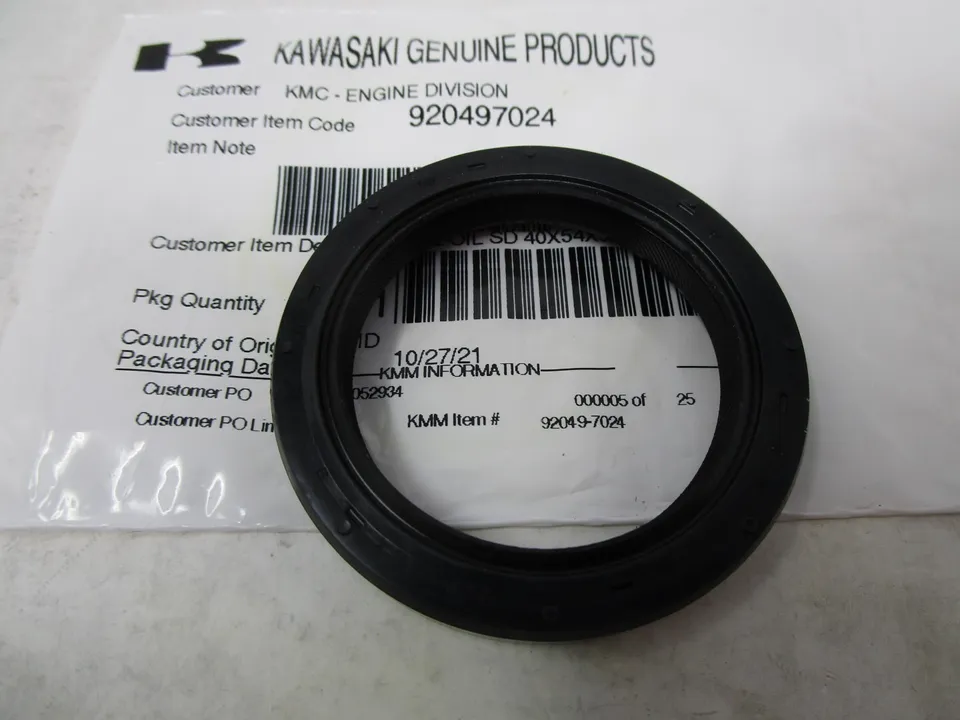 KAWASAKI GENUINE PRODUCTS
Customer KMC - ENGINE DIVISION
Customer Item Code 920497024
Item Note
Customer Item De OIL SD 40X54X
Pkg Quantity 1
Country of Orig ID
Packaging Da 10/27/21
KMM INFORMATION
Customer PO 052934 000005 of 25
Customer PO Lin KMM Item # 92049-7024